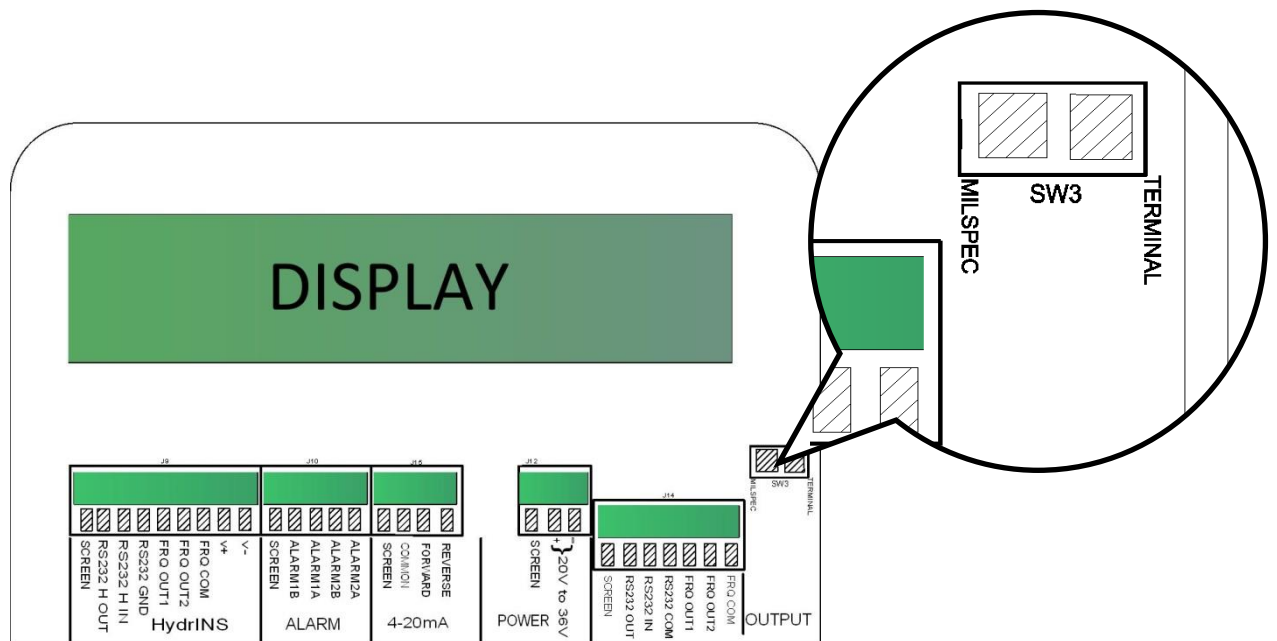 MILSPEC
SW3
TERMINAL
DISPLAY
J9
J10
J15
J12
J14
MILSPEC
SW3
TERMINAL
SCREEN
RS232 H OUT
RS232 H IN
RS232 GND
FRQ OUT1
FRQ OUT2
FRQ COM
V+
V-
HydrINS
SCREEN
ALARM1B
ALARM1A
ALARM2B
ALARM2A
ALARM
SCREEN
COMMON
FORWARD
REVERSE
4-20mA
SCREEN
+
-
}20V to 36V
POWER
SCREEN
RS232 OUT
RS232 IN
RS232 COM
FRQ OUT1
FRQ OUT2
FRQ COM
OUTPUT